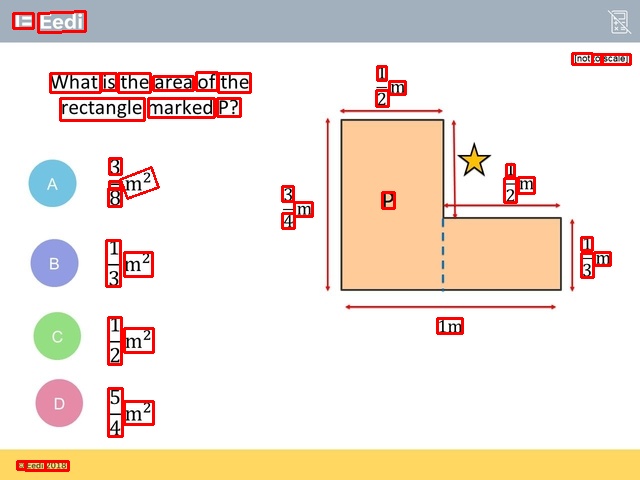 Eedi
[not to scale]
What is the area of the
rectangle marked P?
A
3/8 m²
B
1/3 m²
C
1/2 m²
D
5/4 m²
1/2 m
3/4 m
P
1/2 m
1/3 m
1m
© Eedi 2018